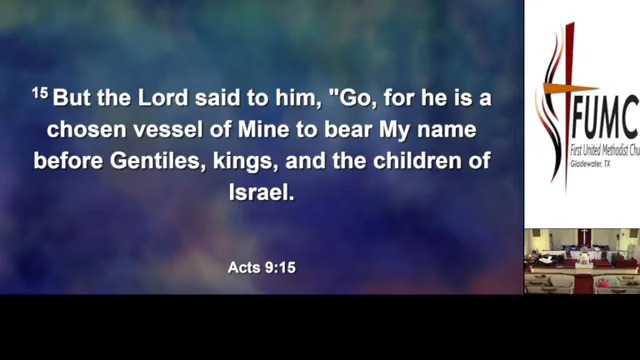 15 But the Lord said to him, "Go, for he is a
chosen vessel of Mine to bear My name
before Gentiles, kings, and the children of
Israel.
Acts 9:15
FUMC
First United Methodist Chu
Gladewater, TX